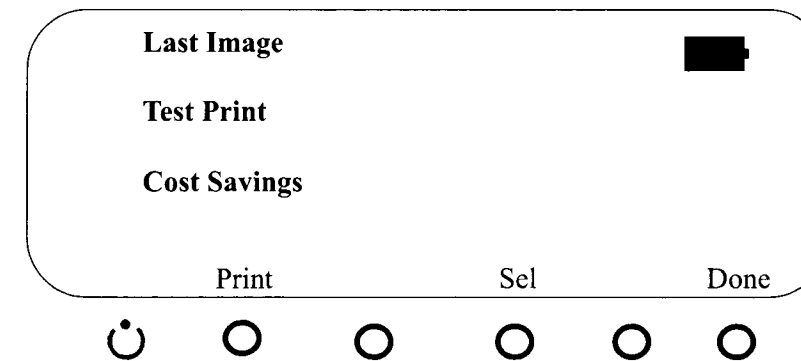 Last Image
Test Print
Cost Savings
Print Sel Done